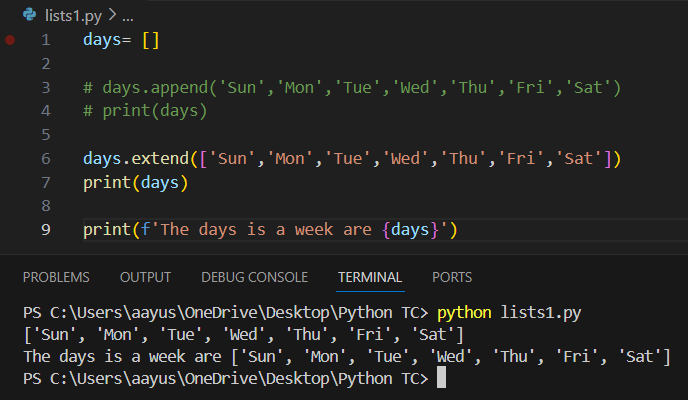 lists1.py > ...
1 days= []
2
3 # days.append('Sun','Mon','Tue','Wed','Thu','Fri','Sat')
4 # print(days)
5
6 days.extend(['Sun','Mon','Tue','Wed','Thu','Fri','Sat'])
7 print(days)
8
9 print(f'The days is a week are {days}')
PROBLEMS OUTPUT DEBUG CONSOLE TERMINAL PORTS
PS C:\Users\aayus\OneDrive\Desktop\Python TC> python lists1.py
['Sun', 'Mon', 'Tue', 'Wed', 'Thu', 'Fri', 'Sat']
The days is a week are ['Sun', 'Mon', 'Tue', 'Wed', 'Thu', 'Fri', 'Sat']
PS C:\Users\aayus\OneDrive\Desktop\Python TC>